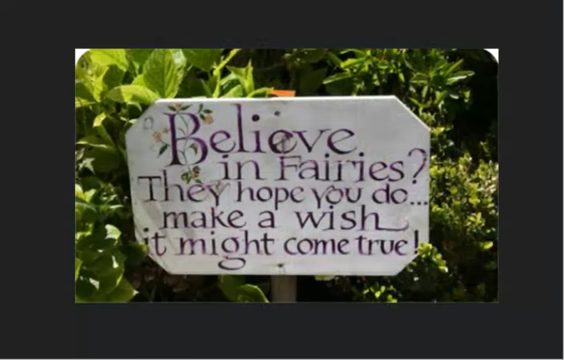 Believe
in Fairies?
They hope you do...
make a wish
it might come true!